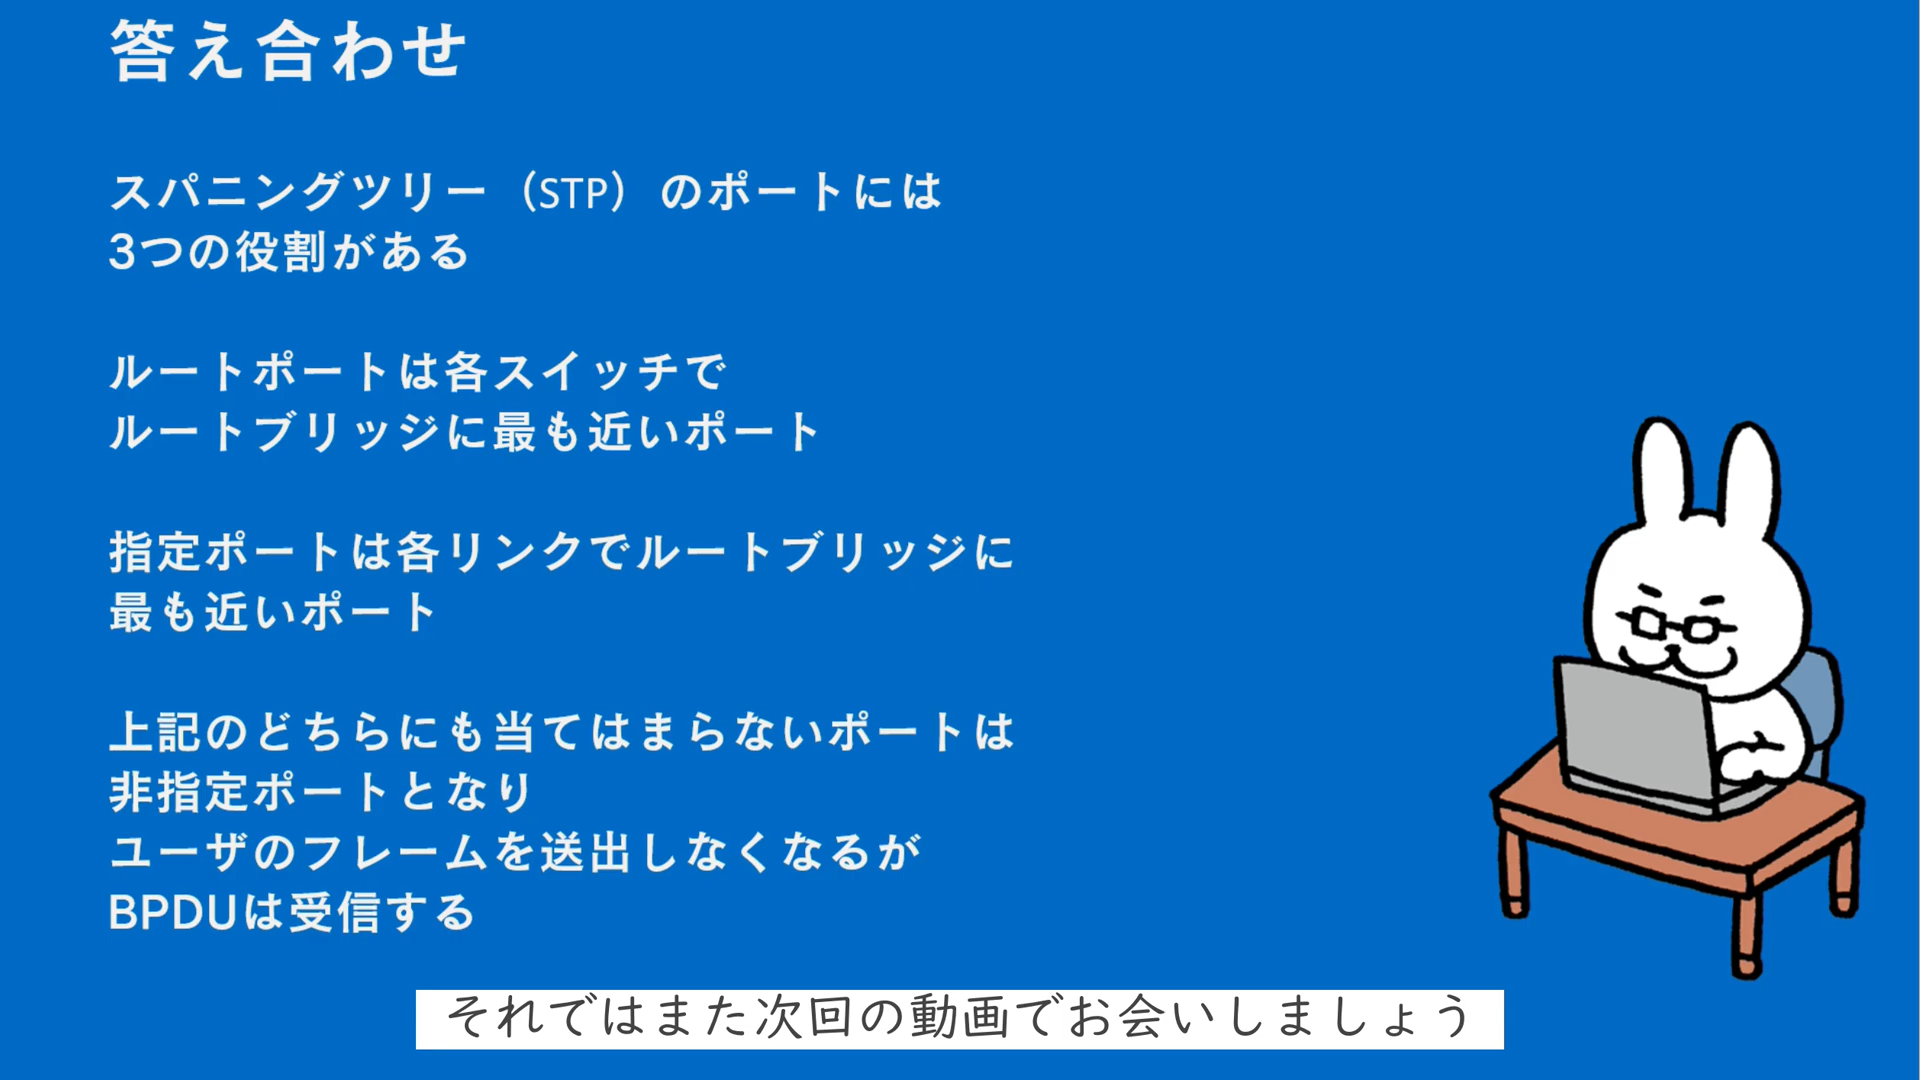 答え合わせ
スパニングツリー（STP）のポートには
3つの役割がある
ルートポートは各スイッチで
ルートブリッジに最も近いポート
指定ポートは各リンクでルートブリッジに
最も近いポート
上記のどちらにも当てはまらないポートは
非指定ポートとなり
ユーザのフレームを送出しなくなるが
BPDUは受信する
それではまた次回の動画でお会いしましょう